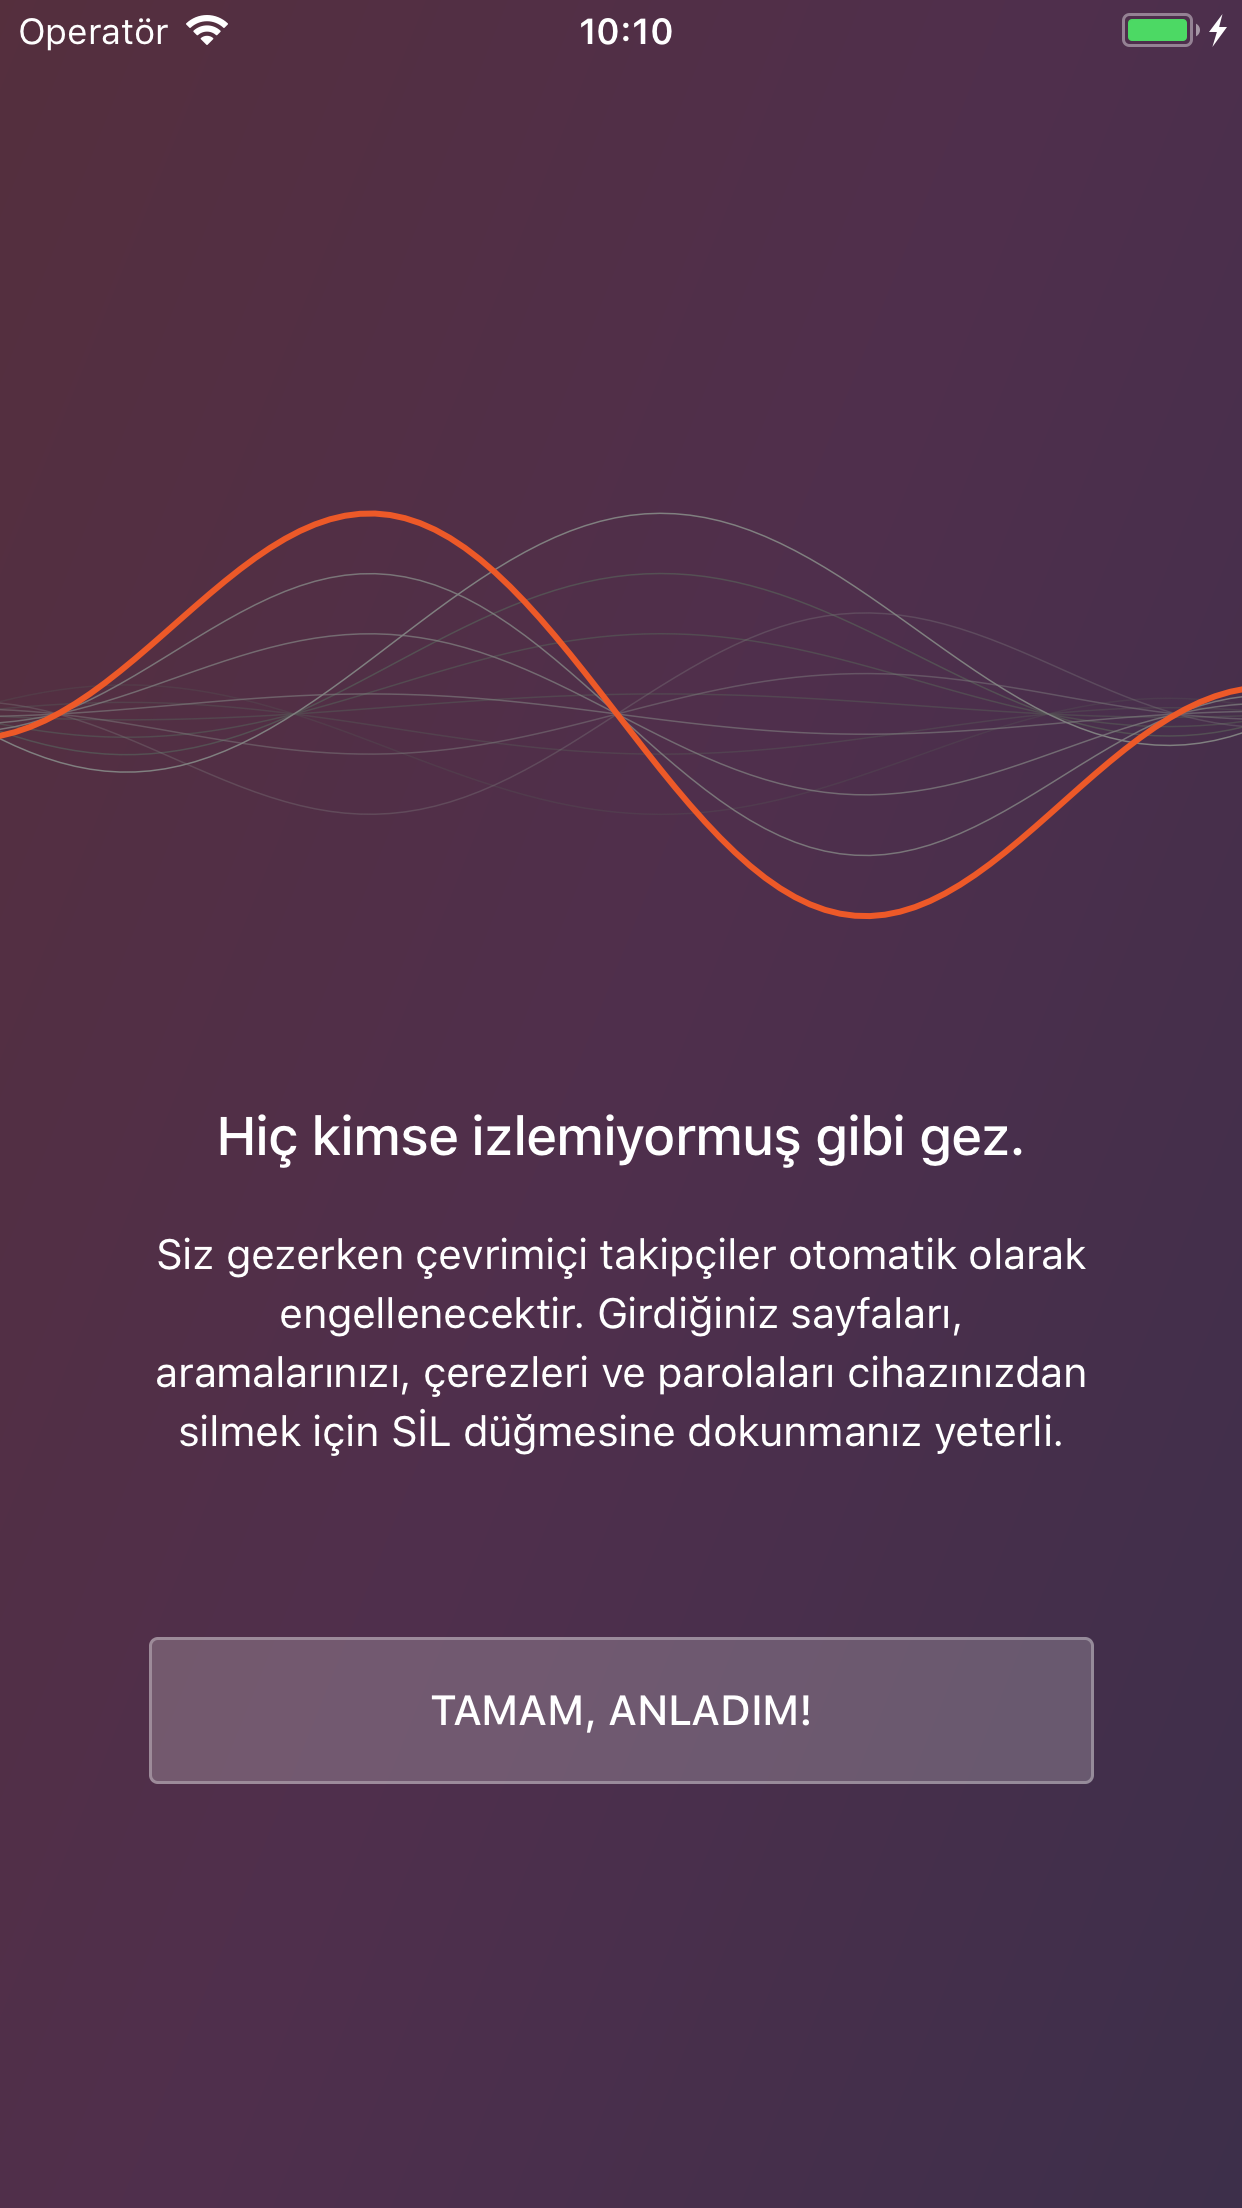 Operatör
10:10
Hiç kimse izlemiyormuş gibi gez.
Siz gezerken çevrimiçi takipçiler otomatik olarak
engellenecektir. Girdiğiniz sayfaları,
aramalarınızı, çerezleri ve parolaları cihazınızdan
silmek için SİL düğmesine dokunmanız yeterli.
TAMAM, ANLADIM!